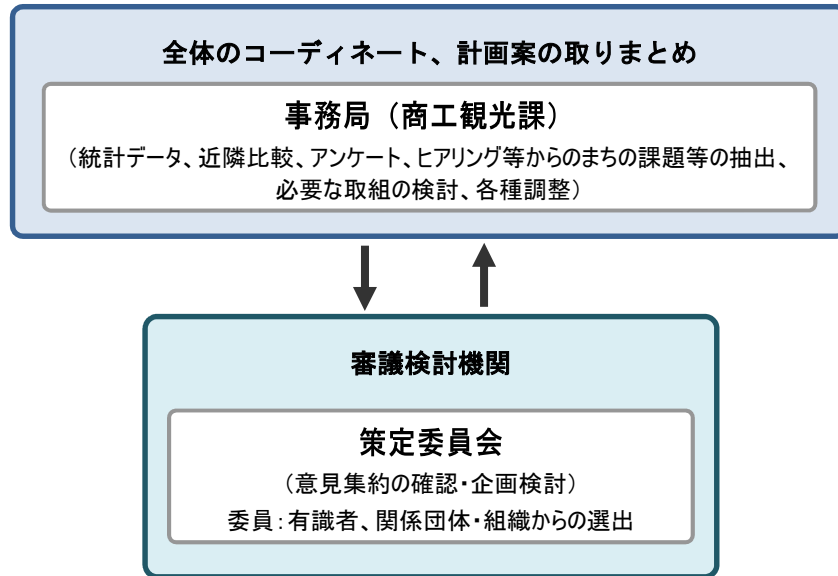 全体のコーディネート、計画案の取りまとめ
事務局（商工観光課）
（統計データ、近隣比較、アンケート、ヒアリング等からのまちの課題等の抽出、
必要な取組の検討、各種調整）
審議検討機関
策定委員会
（意見集約の確認・企画検討）
委員：有識者、関係団体・組織からの選出